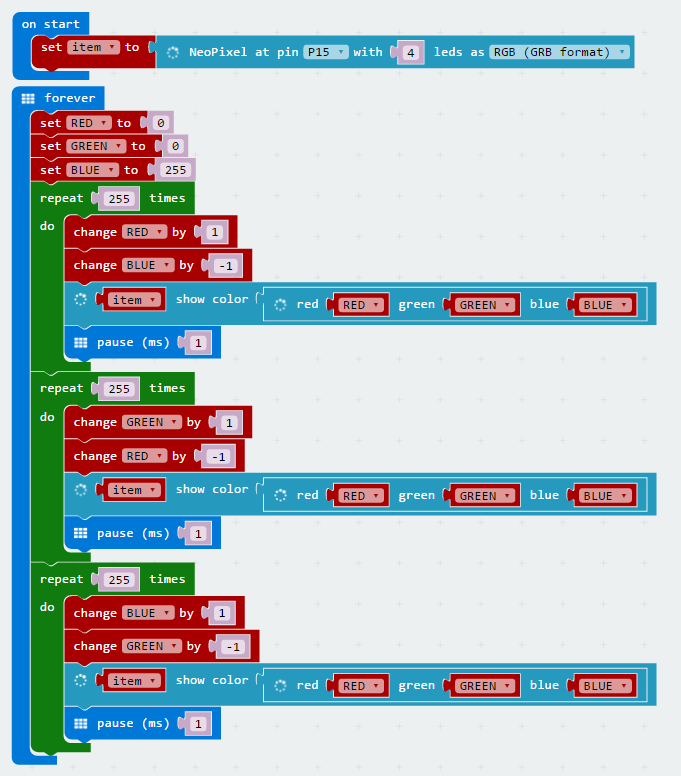 on start
set item to NeoPixel at pin P15 with 4 leds as RGB (GRB format)
forever
set RED to 0
set GREEN to 0
set BLUE to 255
repeat 255 times
do
change RED by 1
change BLUE by -1
item show color red RED green GREEN blue BLUE
pause (ms) 1
repeat 255 times
do
change GREEN by 1
change RED by -1
item show color red RED green GREEN blue BLUE
pause (ms) 1
repeat 255 times
do
change BLUE by 1
change GREEN by -1
item show color red RED green GREEN blue BLUE
pause (ms) 1